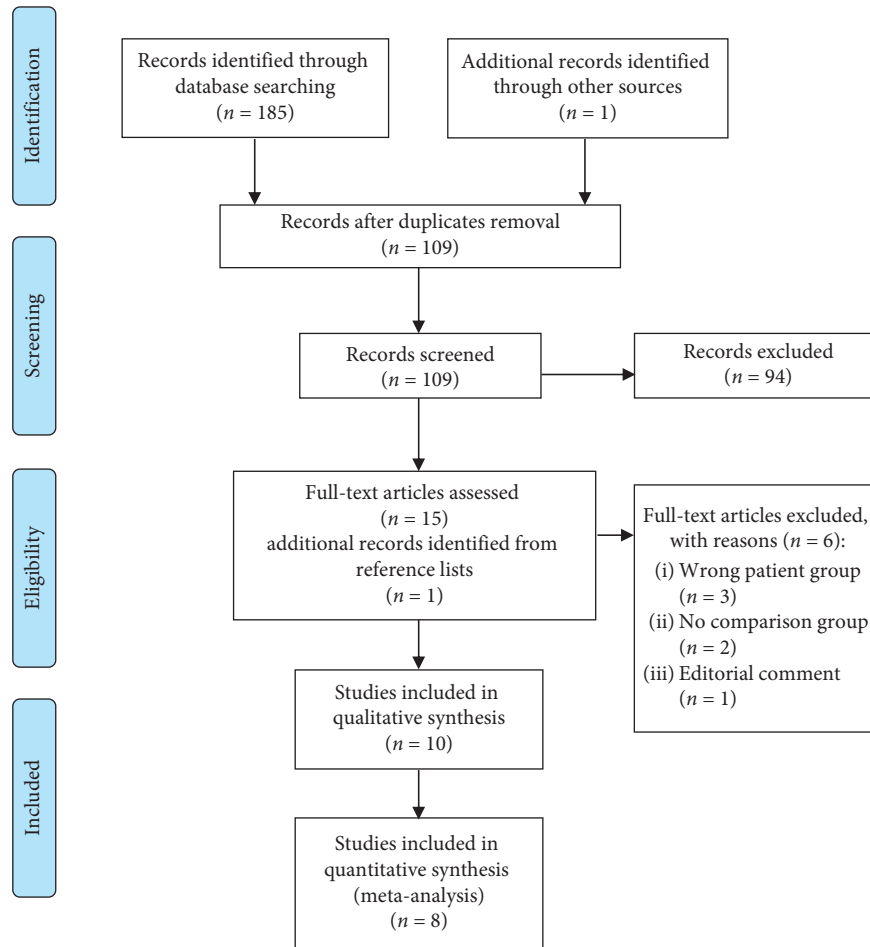 Identification
Records identified through
database searching
(n = 185)
Additional records identified
through other sources
(n = 1)
Records after duplicates removal
(n = 109)
Screening
Records screened
(n = 109)
Records excluded
(n = 94)
Eligibility
Full-text articles assessed
(n = 15)
additional records identified from
reference lists
(n = 1)
Full-text articles excluded,
with reasons (n = 6):
(i) Wrong patient group
(n = 3)
(ii) No comparison group
(n = 2)
(iii) Editorial comment
(n = 1)
Included
Studies included in
qualitative synthesis
(n = 10)
Studies included in
quantitative synthesis
(meta-analysis)
(n = 8)